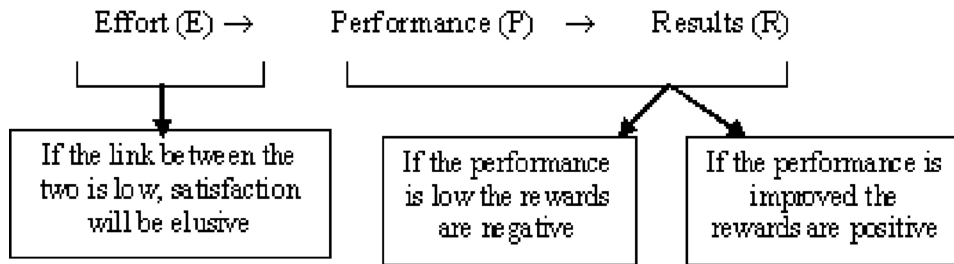 Effort (E) → Performance (P) → Results (R)
If the link between the
two is low, satisfaction
will be elusive
If the performance
is low the rewards
are negative
If the performance is
improved the
rewards are positive